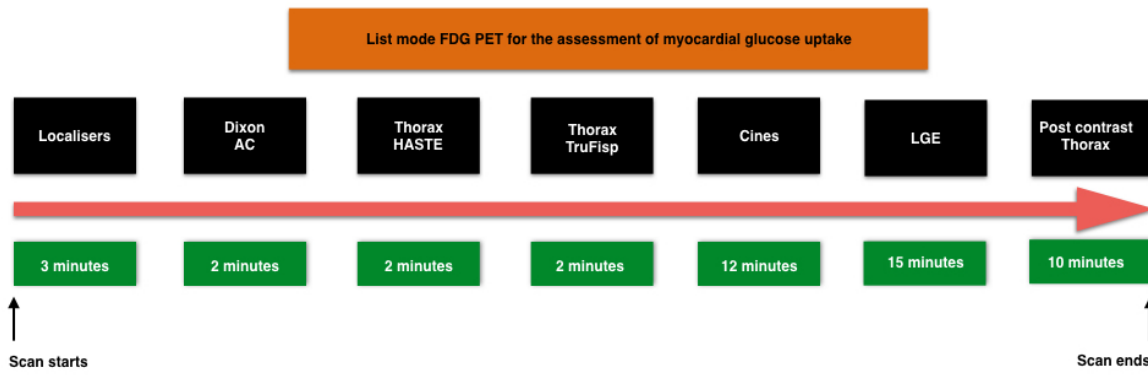 List mode FDG PET for the assessment of myocardial glucose uptake
Localisers
Dixon
AC
Thorax
HASTE
Thorax
TruFisp
Cines
LGE
Post contrast
Thorax
3 minutes
2 minutes
2 minutes
2 minutes
12 minutes
15 minutes
10 minutes
Scan starts
Scan ends